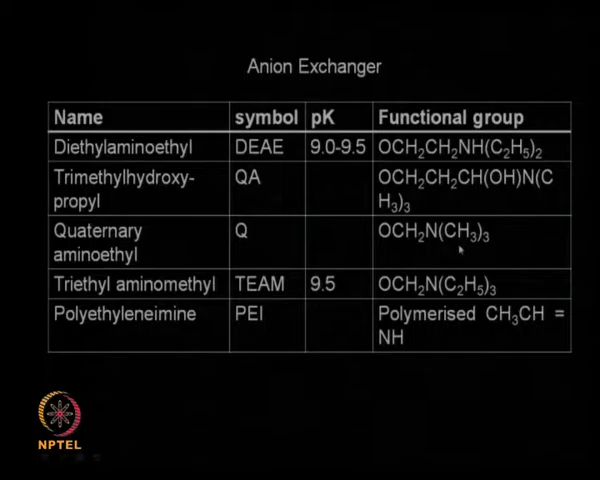 Anion Exchanger
Name symbol pK Functional group
Diethylaminoethyl DEAE 9.0-9.5 OCH₂CH₂NH(C₂H₅)₂
Trimethylhydroxy- QA OCH₂CH₂CH(OH)N(C
propyl H₃)₃
Quaternary Q OCH₂N(CH₃)₃
aminoethyl
Triethyl aminomethyl TEAM 9.5 OCH₂N(C₂H₅)₃
Polyethyleneimine PEI Polymerised CH₃CH =
NH
NPTEL